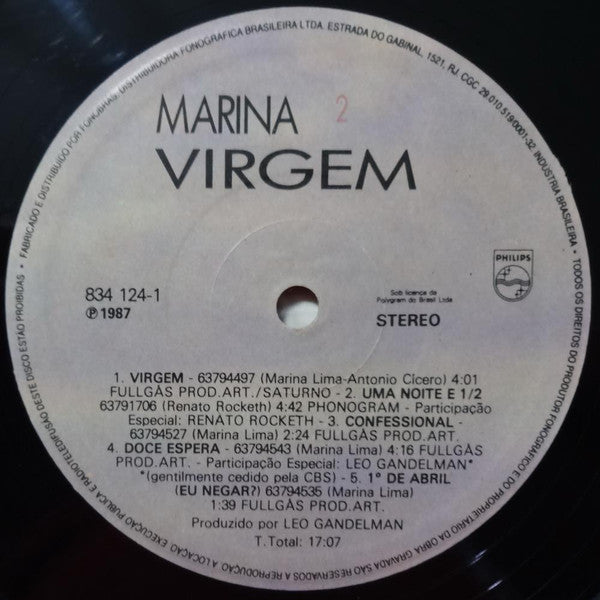 FABRICADO E DISTRIBUÍDO POR FONOBRÁS. DISTRIBUIDORA FONOGRÁFICA BRASILEIRA LTDA. ESTRADA DO GABINAL, 1521, RJ. CGC 29.010.519/0001-32. INDÚSTRIA BRASILEIRA • TODOS OS DIREITOS DO PRODUTOR FONOGRÁFICO E DO PROPRIETÁRIO DA OBRA GRAVADA SÃO RESERVADOS A REPRODUÇÃO, A LOCAÇÃO, EXECUÇÃO PÚBLICA E RADIOTELEDIFUSÃO DESTE DISCO ESTÃO PROIBIDAS •
MARINA 2
VIRGEM
PHILIPS
834 124-1
℗ 1987
Sob licença da
Polygram do Brasil Ltda
STEREO
1. VIRGEM - 63794497 (Marina Lima-Antonio Cícero) 4:01
FULLGÁS PROD.ART./SATURNO - 2. UMA NOITE E 1/2
63791706 (Renato Rocketh) 4:42 PHONOGRAM - Participação
Especial: RENATO ROCKETH - 3. CONFESSIONAL -
63794527 (Marina Lima) 2:24 FULLGÁS PROD.ART.
4. DOCE ESPERA - 63794543 (Marina Lima) 4:16 FULLGÁS
PROD.ART. - Participação Especial: LEO GANDELMAN*
*(gentilmente cedido pela CBS) - 5. 1º DE ABRIL
(EU NEGAR?) 63794535 (Marina Lima)
1:39 FULLGÁS PROD.ART.
Produzido por LEO GANDELMAN
T.Total: 17:07